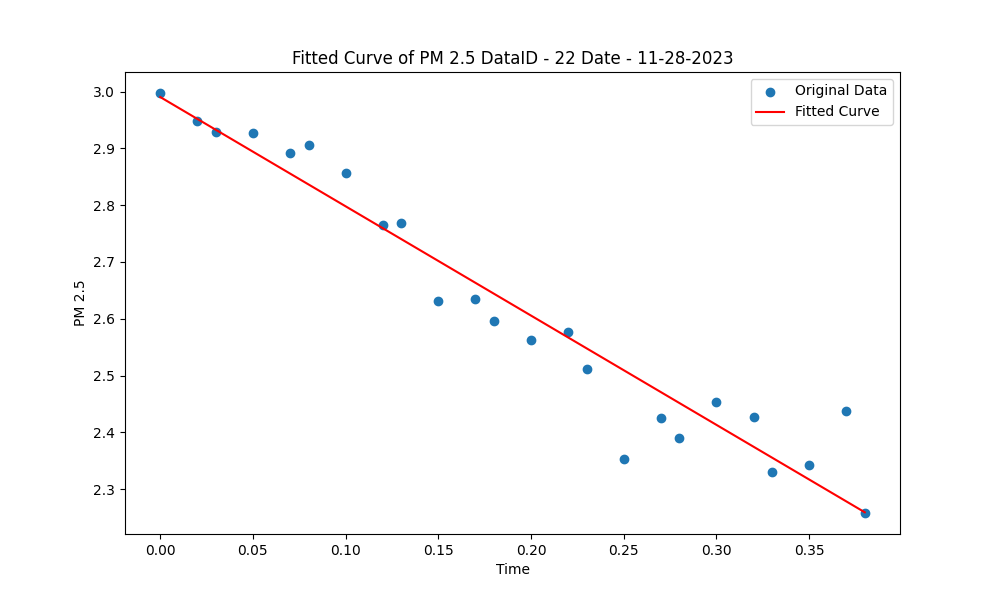 Fitted Curve of PM 2.5 DataID - 22 Date - 11-28-2023
Original Data
Fitted Curve
3.0
2.9
2.8
2.7
2.6
2.5
2.4
2.3
PM 2.5
0.00 0.05 0.10 0.15 0.20 0.25 0.30 0.35
Time